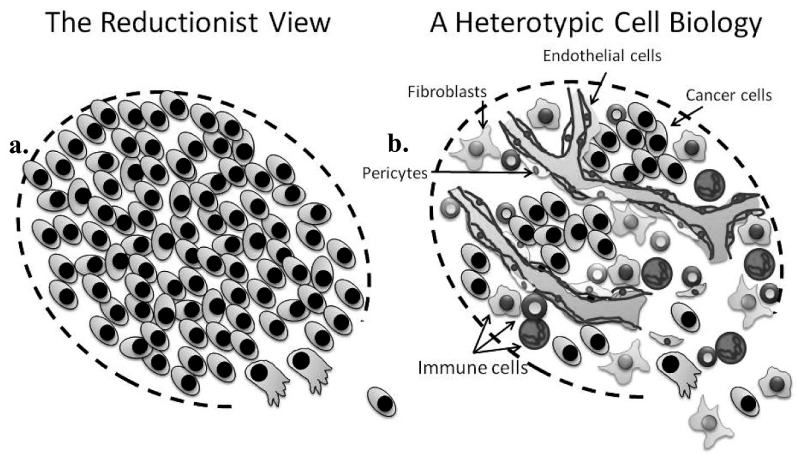 The Reductionist View
A Heterotypic Cell Biology
Endothelial cells
Fibroblasts
Cancer cells
a.
b.
Pericytes
Immune cells